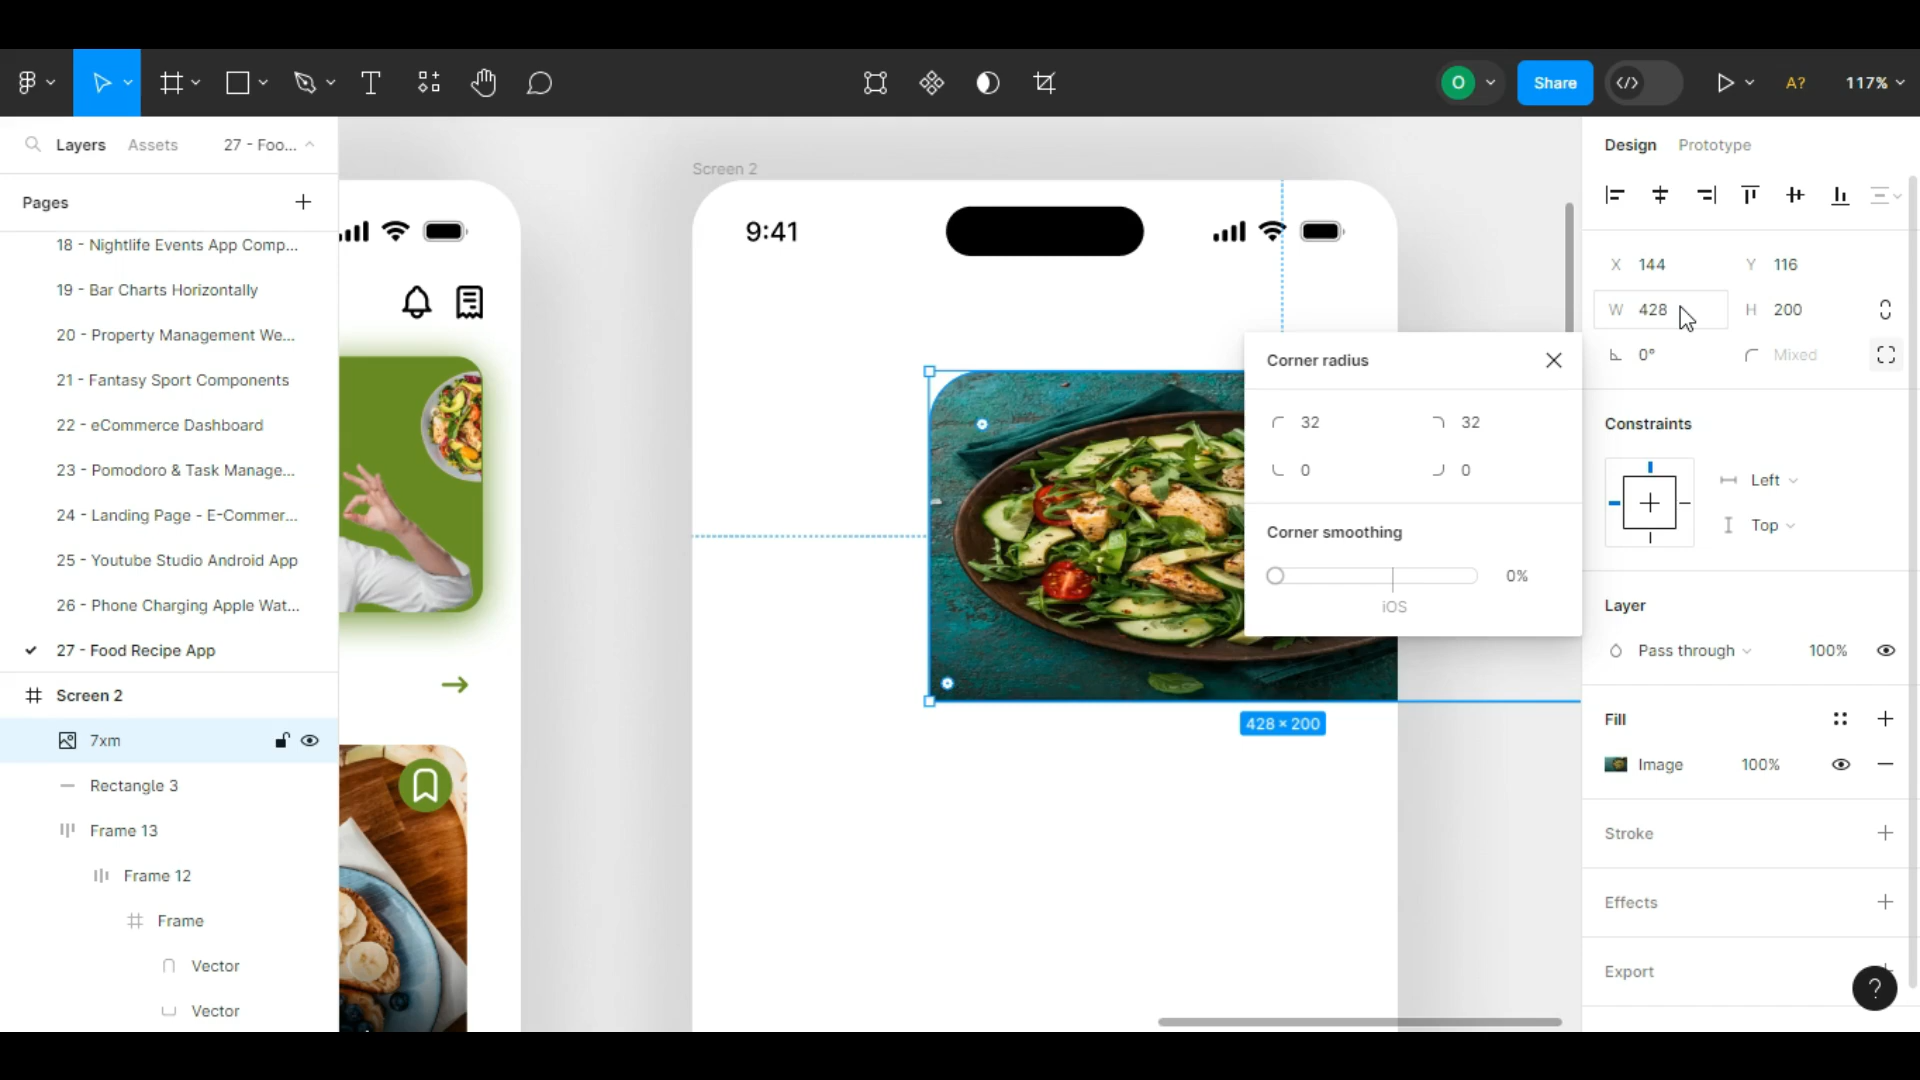 O
Share
A?
117%
Layers
Assets
27 - Foo...
Pages
18 - Nightlife Events App Comp...
19 - Bar Charts Horizontally
20 - Property Management We...
21 - Fantasy Sport Components
22 - eCommerce Dashboard
23 - Pomodoro & Task Manage...
24 - Landing Page - E-Commer...
25 - Youtube Studio Android App
26 - Phone Charging Apple Wat...
27 - Food Recipe App
Screen 2
7xm
Rectangle 3
Frame 13
Frame 12
Frame
Vector
Vector
Screen 2
9:41
428 × 200
Corner radius
32
32
0
0
Corner smoothing
0%
iOS
Design
Prototype
X 144
Y 116
W 428
H 200
0°
Mixed
Constraints
Left
Top
Layer
Pass through
100%
Fill
Image
100%
Stroke
Effects
Export
?